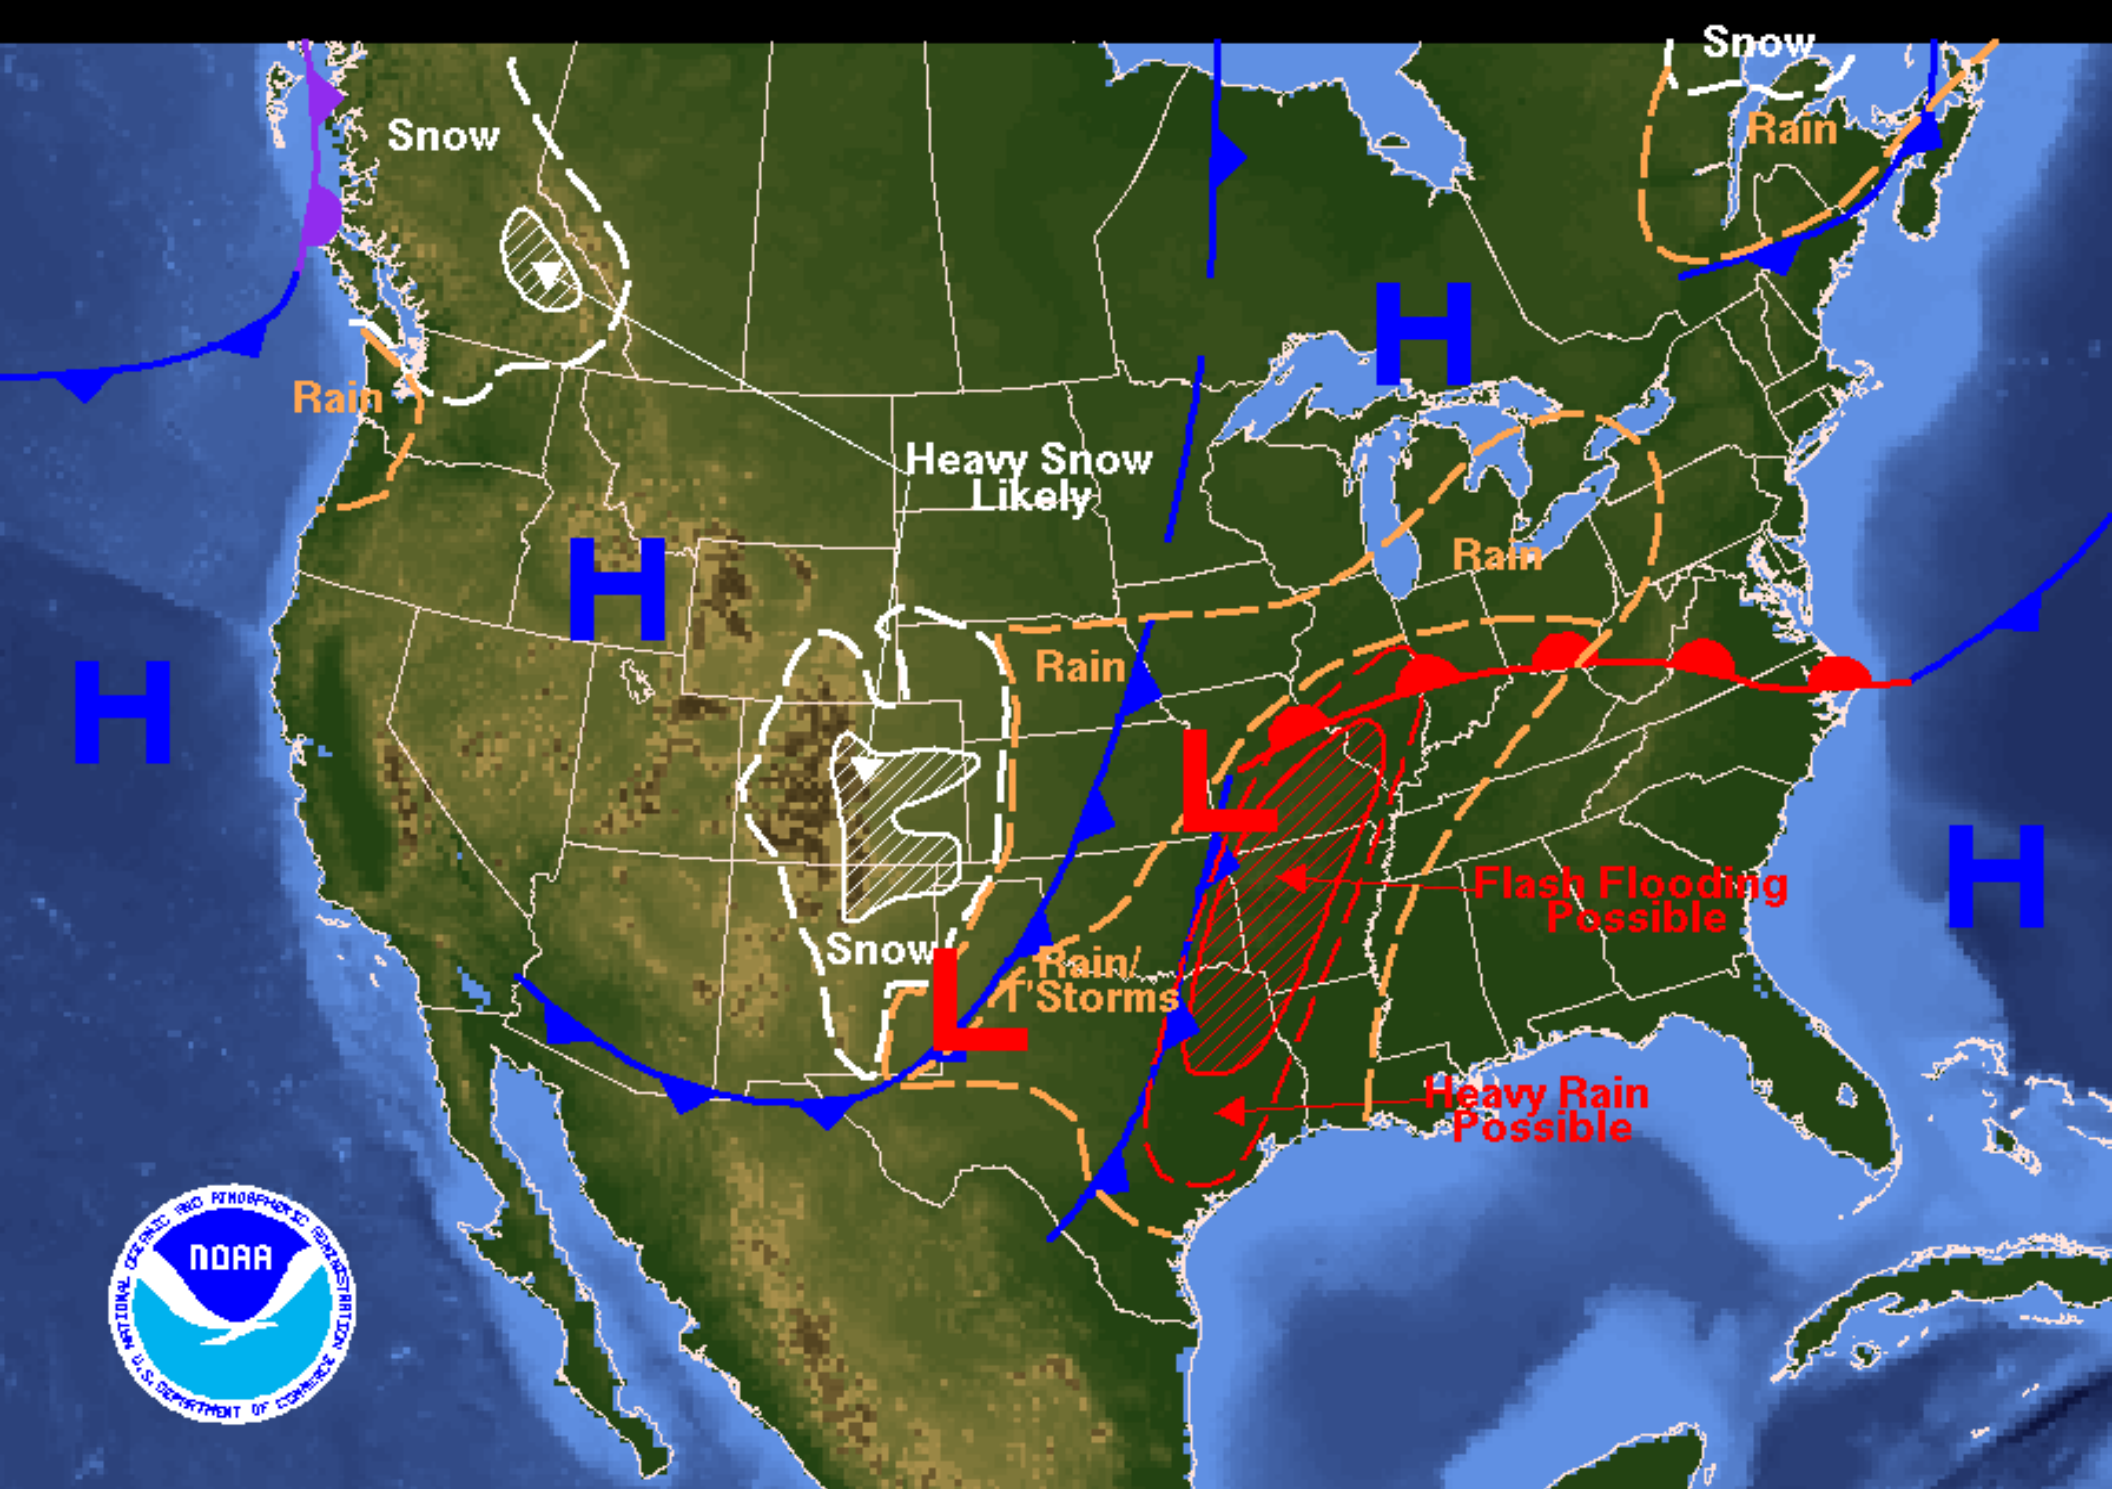 Snow
Snow
Rain
Rain
H
Heavy Snow
Likely
Rain
H
Rain
H
L
H
Flash Flooding
Possible
Snow
L
Rain/
T'Storms
Heavy Rain
Possible
NATIONAL OCEANIC AND ATMOSPHERIC ADMINISTRATION
NOAA
U.S. DEPARTMENT OF COMMERCE